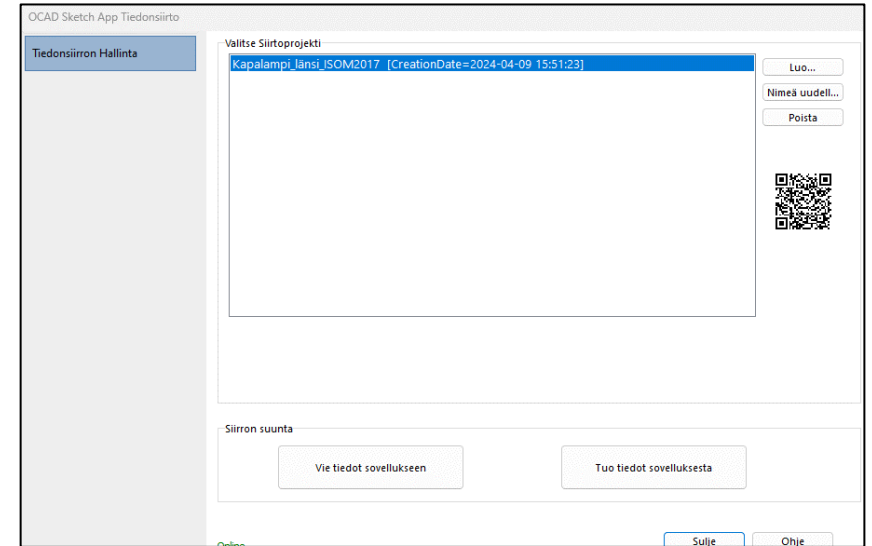 OCAD Sketch App Tiedonsiirto
Tiedonsiirron Hallinta
Valitse Siirtoprojekti
Kapalampi_länsi_ISOM2017 [CreationDate=2024-04-09 15:51:23]
Luo...
Nimeä uudell...
Poista
Siirron suunta
Vie tiedot sovellukseen
Tuo tiedot sovelluksesta
Online
Sulje
Ohje